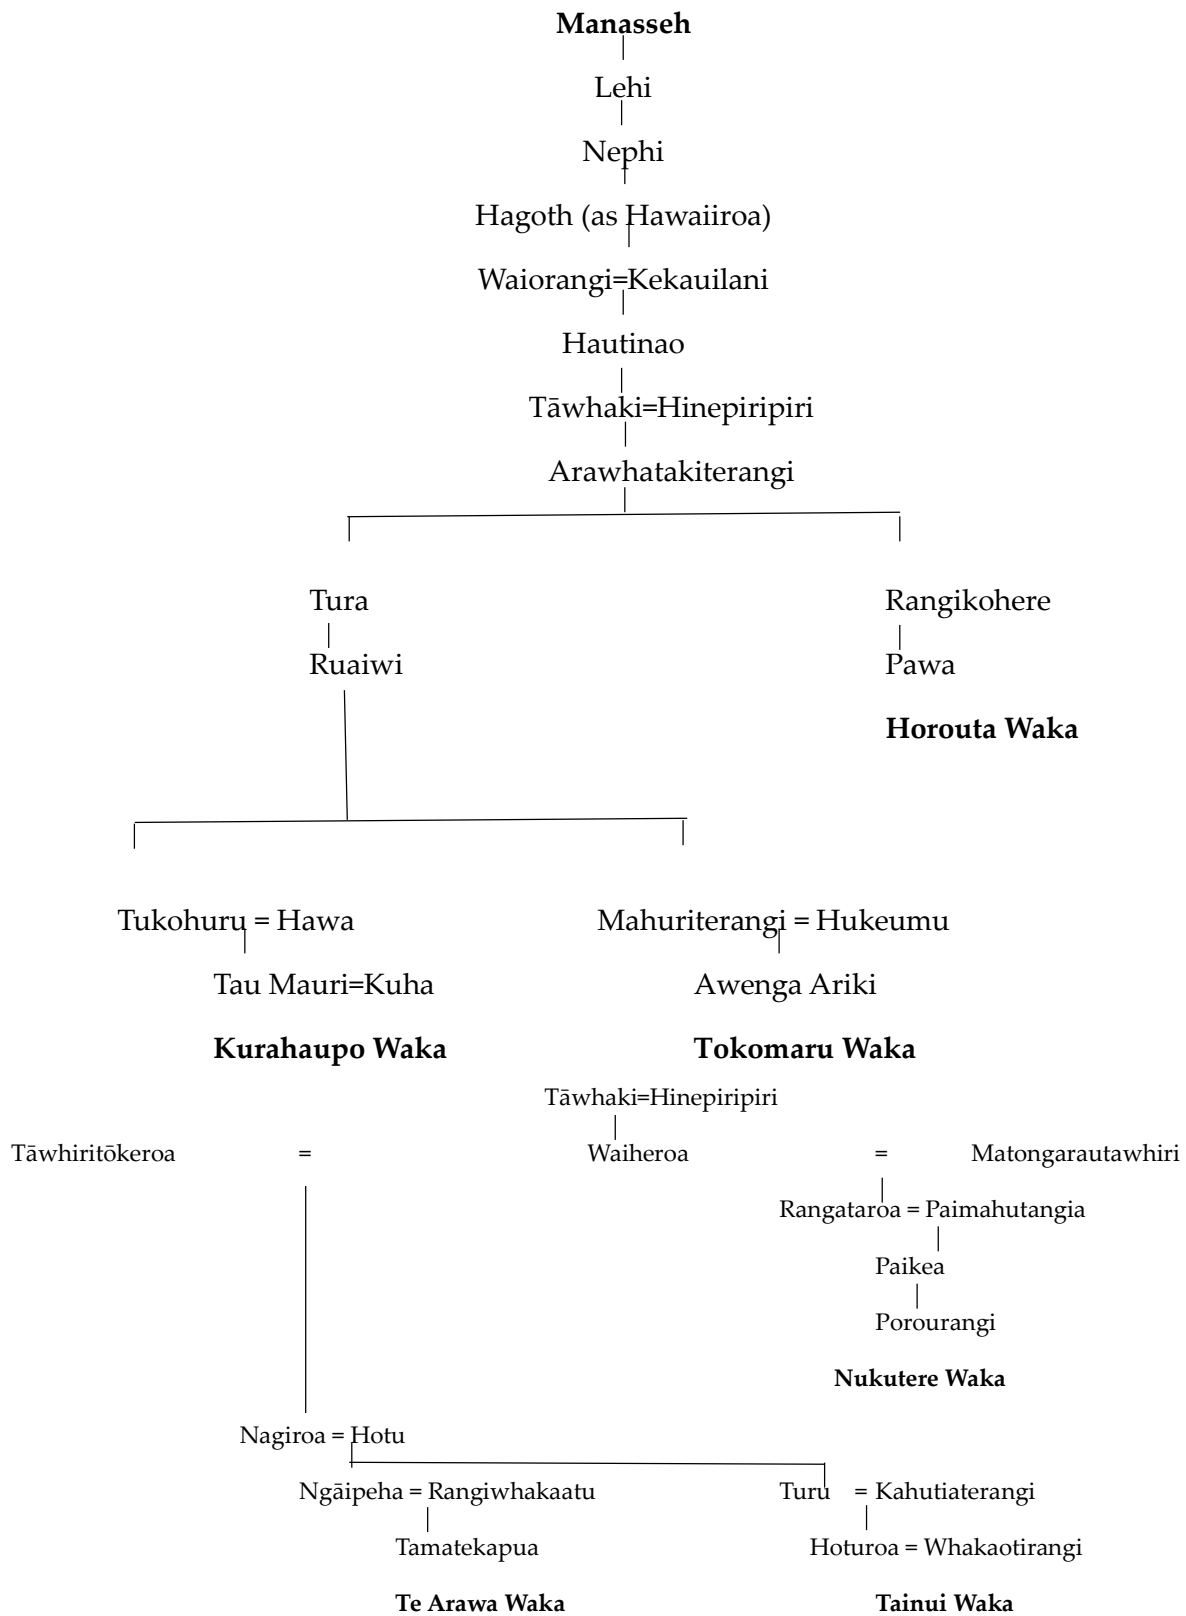 Manasseh
Lehi
Nephi
Hagoth (as Hawaiiroa)
Waiorangi=Kekauilani
Hautinao
Tāwhaki=Hinepiripiri
Arawhatakiterangi
Tura Rangikohere
Ruaiwi Pawa
Horouta Waka
Tukohuru = Hawa Mahuriterangi = Hukeumu
Tau Mauri=Kuha Awenga Ariki
Kurahaupo Waka Tokomaru Waka
Tāwhaki=Hinepiripiri
Tāwhiritōkeroa = Waiheroa = Matongarautawhiri
Rangataroa = Paimahutangia
Paikea
Porourangi
Nukutere Waka
Nagiroa = Hotu
Ngāipeha = Rangiwhakaatu Turu = Kahutiaterangi
Tamatekapua Hoturoa = Whakaotirangi
Te Arawa Waka Tainui Waka